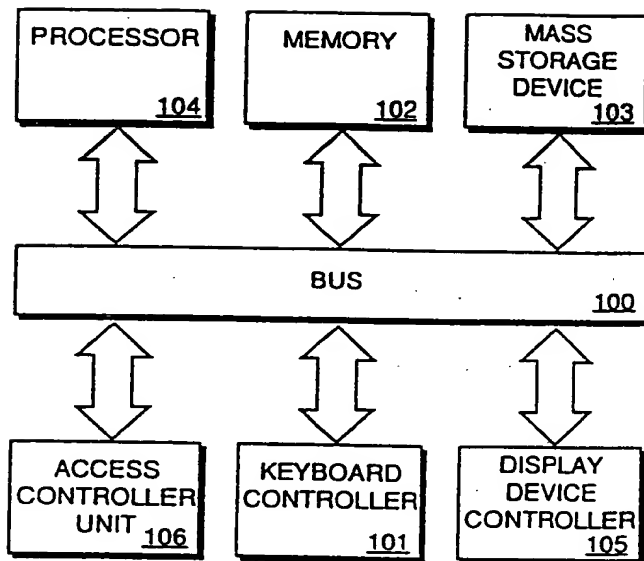 PROCESSOR
104
MEMORY
102
MASS
STORAGE
DEVICE
103
BUS
100
ACCESS
CONTROLLER
UNIT 106
KEYBOARD
CONTROLLER
101
DISPLAY
DEVICE
CONTROLLER
105